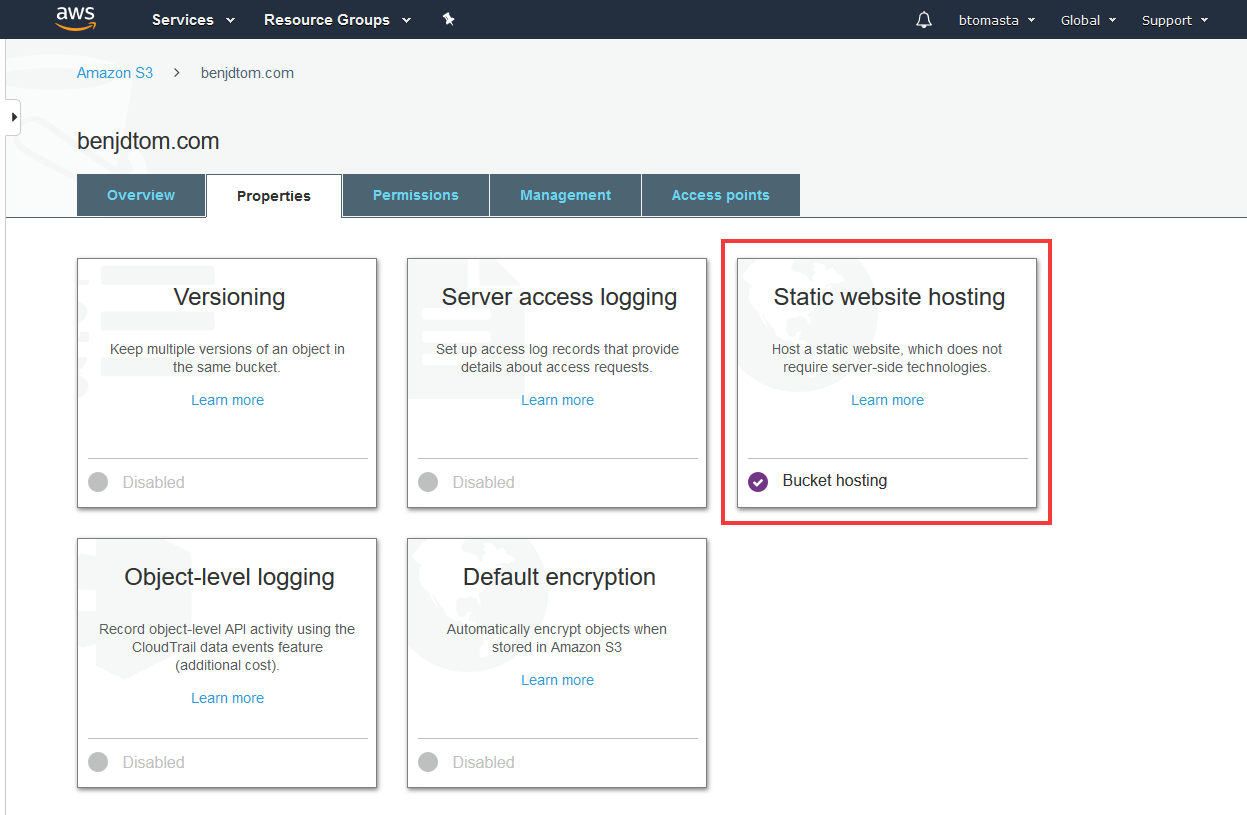 aws Services Resource Groups btomasta Global Support
Amazon S3 > benjdtom.com
benjdtom.com
Overview Properties Permissions Management Access points
Versioning
Keep multiple versions of an object in
the same bucket.
Learn more
Disabled
Server access logging
Set up access log records that provide
details about access requests.
Learn more
Disabled
Static website hosting
Host a static website, which does not
require server-side technologies.
Learn more
Bucket hosting
Object-level logging
Record object-level API activity using the
CloudTrail data events feature
(additional cost).
Learn more
Disabled
Default encryption
Automatically encrypt objects when
stored in Amazon S3
Learn more
Disabled